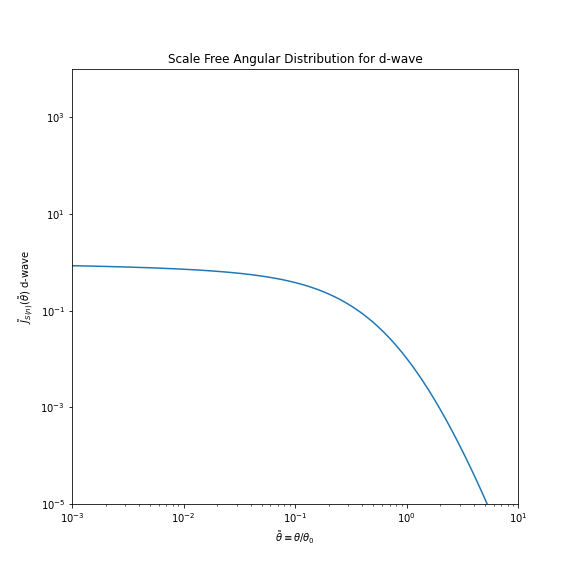 Scale Free Angular Distribution for d-wave
10³
10¹
10⁻¹
10⁻³
10⁻⁵
J̃_{S(n)}(θ̃) d-wave
10⁻³ 10⁻² 10⁻¹ 10⁰ 10¹
θ̃ ≡ θ/θ₀